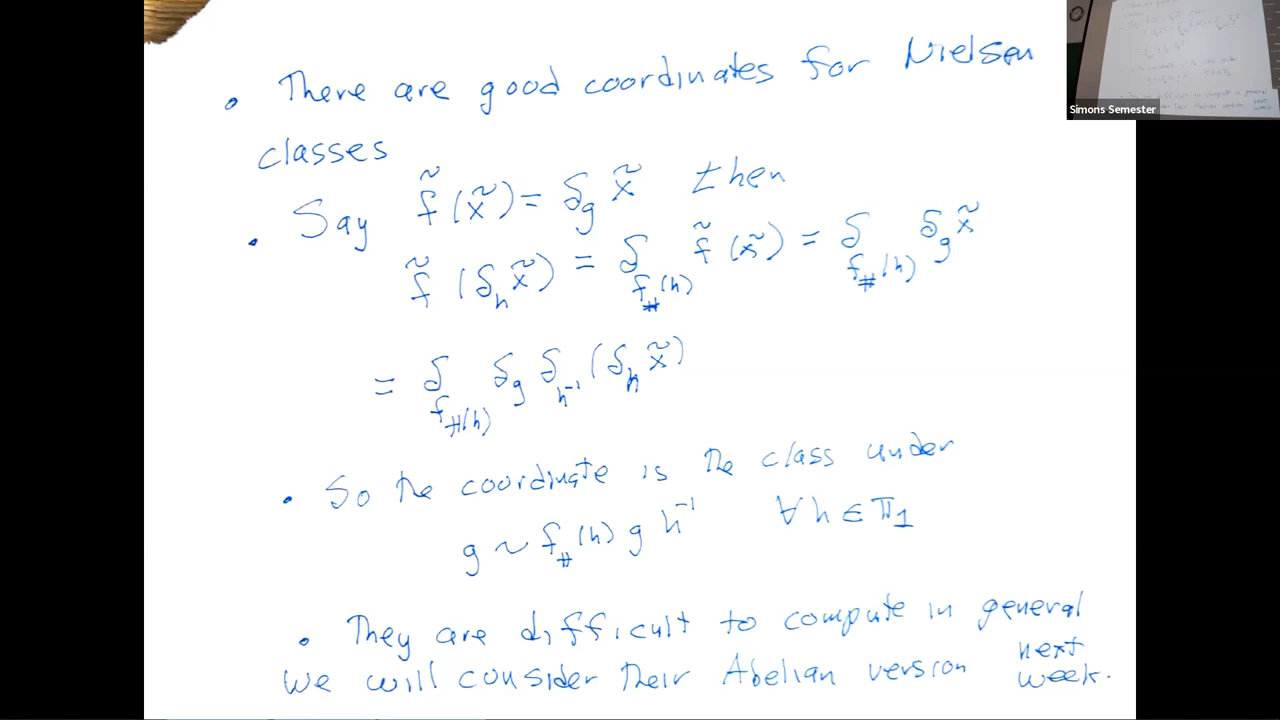 • There are good coordinates for Nielsen
classes
• Say f̃(x̃) = δ_g x̃ then
f̃(δ_h x̃) = δ_{f_#(h)} f̃(x̃) = δ_{f_#(h)} δ_g x̃
= δ_{f_#(h)} δ_g δ_{h⁻¹} (δ_h x̃)
• So the coordinate is the class under
g ~ f_#(h) g h⁻¹ ∀ h ∈ π_1
• They are difficult to compute in general
We will consider their Abelian version next
week.
Simons Semester